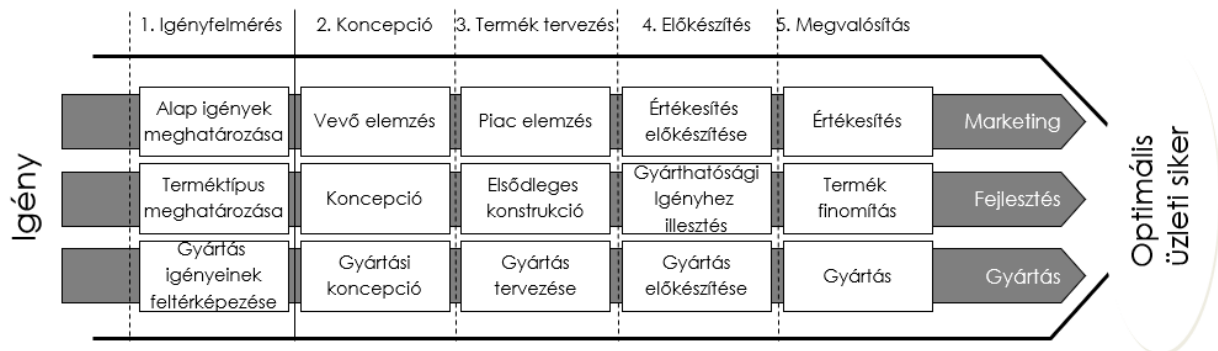 1. Igényfelmérés
2. Koncepció
3. Termék tervezés
4. Előkészítés
5. Megvalósítás
Igény
Alap igények
meghatározása
Vevő elemzés
Piac elemzés
Értékesítés
előkészítése
Értékesítés
Marketing
Terméktípus
meghatározása
Koncepció
Elsődleges
konstrukció
Gyárthatósági
Igényhez
illesztés
Termék
finomítás
Fejlesztés
Gyártás
igényeinek
feltérképezése
Gyártási
koncepció
Gyártás
tervezése
Gyártás
előkészítése
Gyártás
Gyártás
Optimális
üzleti siker